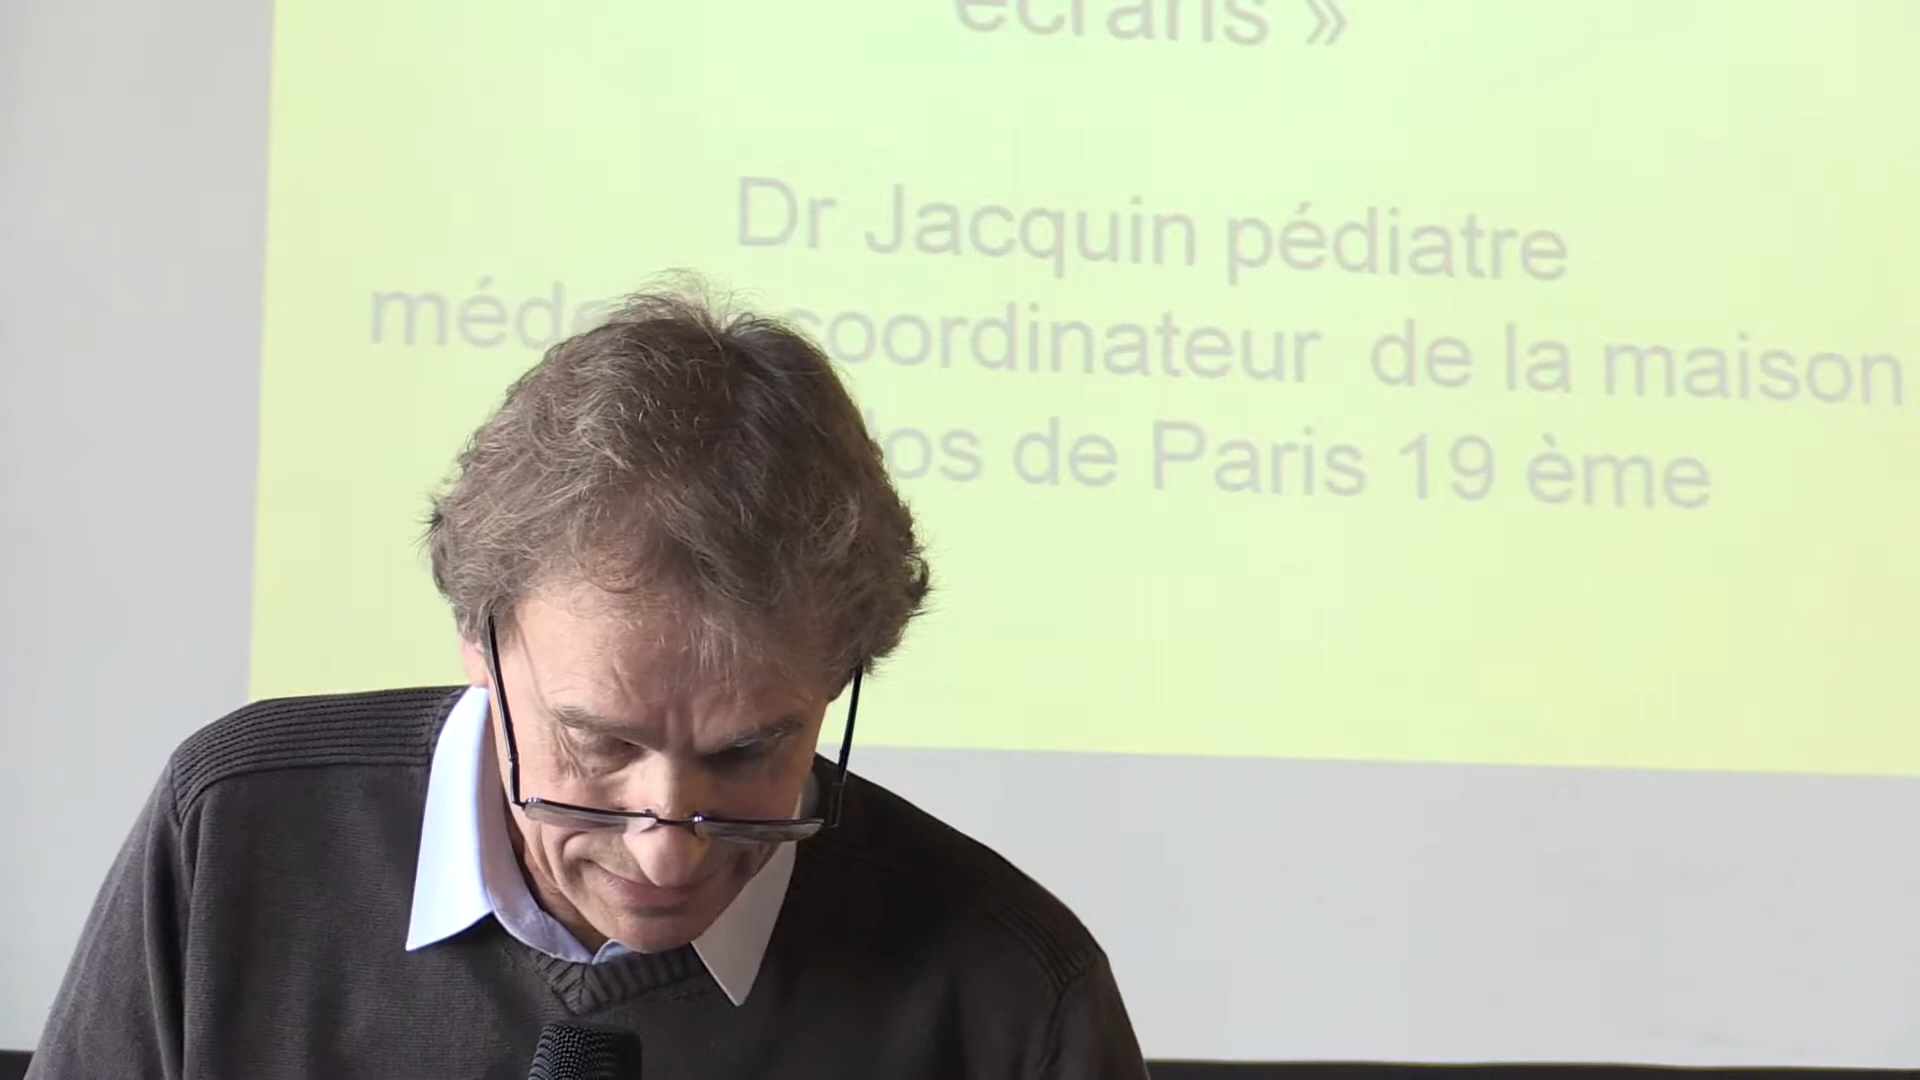 écrans »
Dr Jacquin pédiatre
coordinateur de la maison
de Paris 19 ème